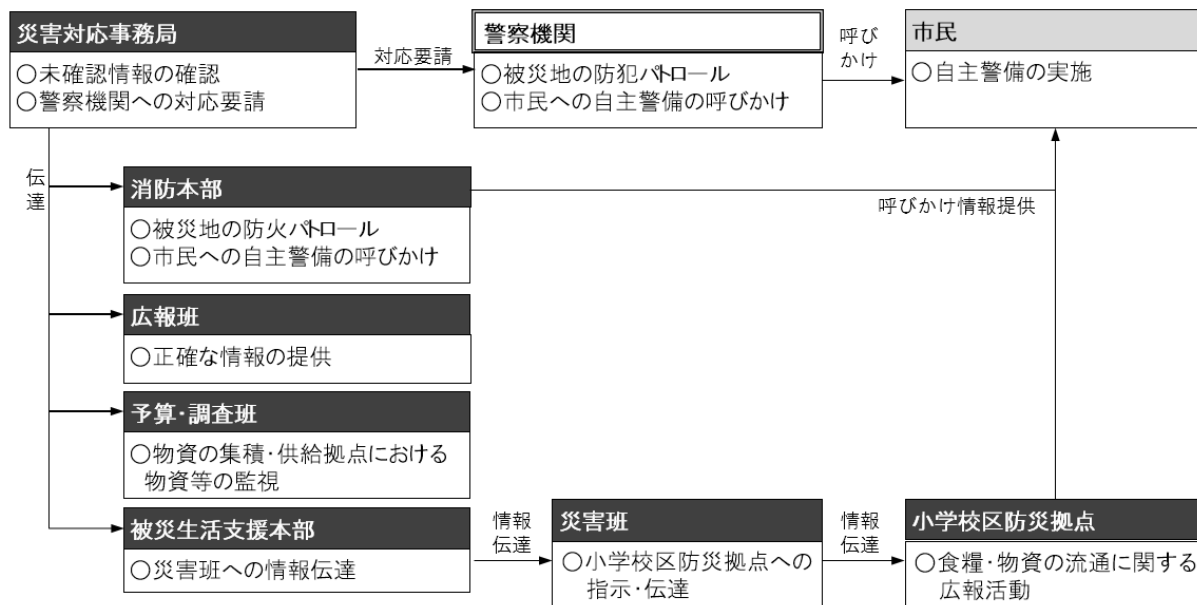 災害対応事務局
○未確認情報の確認
○警察機関への対応要請
対応要請
警察機関
○被災地の防犯パトロール
○市民への自主警備の呼びかけ
呼び
かけ
市民
○自主警備の実施
伝
達
消防本部
○被災地の防火パトロール
○市民への自主警備の呼びかけ
呼びかけ情報提供
広報班
○正確な情報の提供
予算・調査班
○物資の集積・供給拠点における
物資等の監視
被災生活支援本部
○災害班への情報伝達
情報
伝達
災害班
○小学校区防災拠点への
指示・伝達
情報
伝達
小学校区防災拠点
○食糧・物資の流通に関する
広報活動